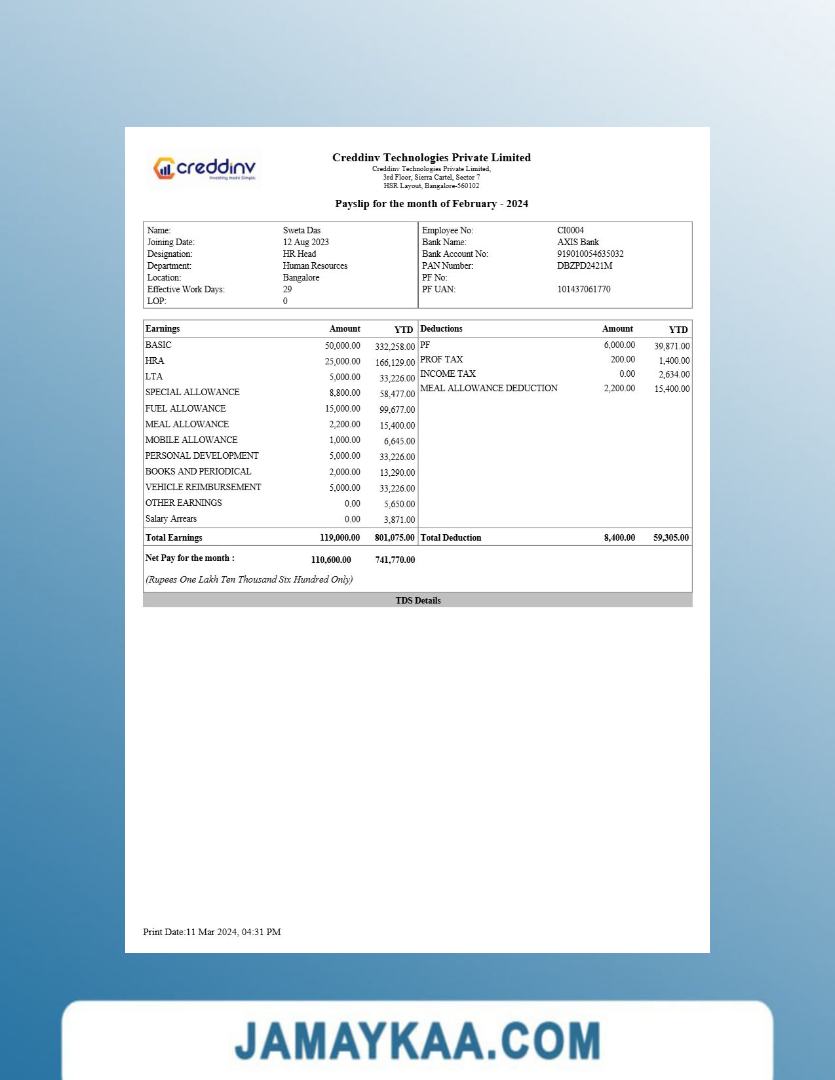 creddinv
Investing made Simple.
Creddinv Technologies Private Limited
Creddinv Technologies Private Limited,
3rd Floor, Sierra Cartel, Sector 7
HSR Layout, Bangalore-560102
Payslip for the month of February - 2024
Name: Sweta Das Employee No: CI0004
Joining Date: 12 Aug 2023 Bank Name: AXIS Bank
Designation: HR Head Bank Account No: 919010054635032
Department: Human Resources PAN Number: DBZPD2421M
Location: Bangalore PF No:
Effective Work Days: 29 PF UAN: 101437061770
LOP: 0
Earnings Amount YTD Deductions Amount YTD
BASIC 50,000.00 332,258.00 PF 6,000.00 39,871.00
HRA 25,000.00 166,129.00 PROF TAX 200.00 1,400.00
LTA 5,000.00 33,226.00 INCOME TAX 0.00 2,634.00
SPECIAL ALLOWANCE 8,800.00 58,477.00 MEAL ALLOWANCE DEDUCTION 2,200.00 15,400.00
FUEL ALLOWANCE 15,000.00 99,677.00
MEAL ALLOWANCE 2,200.00 15,400.00
MOBILE ALLOWANCE 1,000.00 6,645.00
PERSONAL DEVELOPMENT 5,000.00 33,226.00
BOOKS AND PERIODICAL 2,000.00 13,290.00
VEHICLE REIMBURSEMENT 5,000.00 33,226.00
OTHER EARNINGS 0.00 5,650.00
Salary Arrears 0.00 3,871.00
Total Earnings 119,000.00 801,075.00 Total Deduction 8,400.00 59,305.00
Net Pay for the month : 110,600.00 741,770.00
(Rupees One Lakh Ten Thousand Six Hundred Only)
TDS Details
Print Date:11 Mar 2024, 04:31 PM
JAMAYKAA.COM